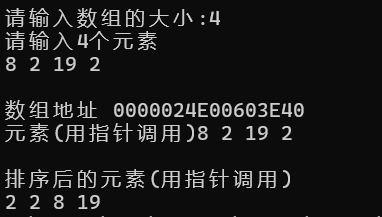 请输入数组的大小:4
请输入4个元素
8 2 19 2
数组地址 0000024E00603E40
元素(用指针调用)8 2 19 2
排序后的元素(用指针调用)
2 2 8 19